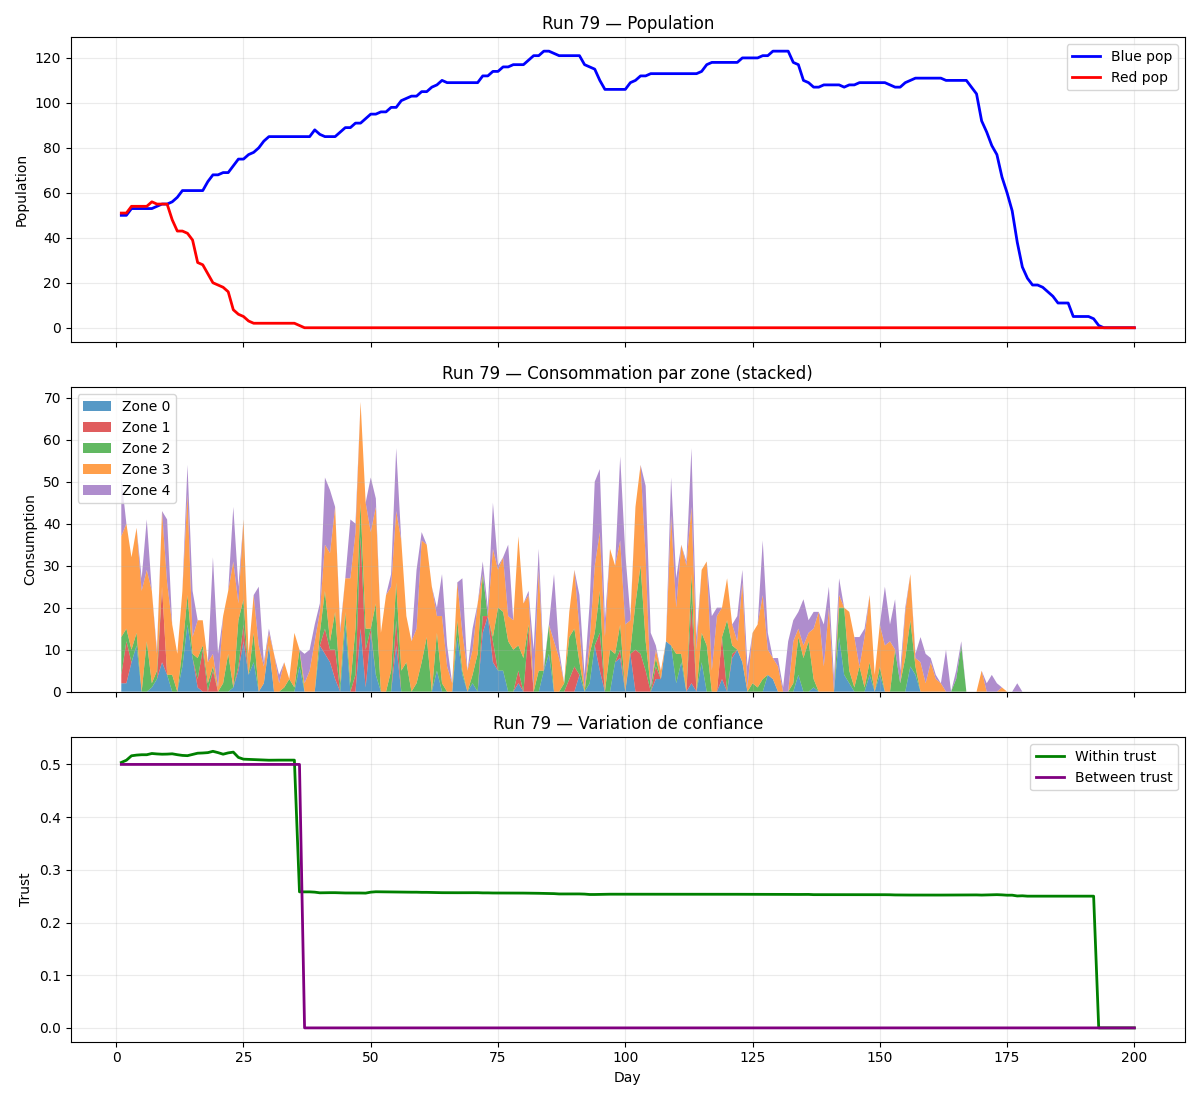 Run 79 — Population
120
100
80
60
40
20
0
Population
Blue pop
Red pop
Run 79 — Consommation par zone (stacked)
70
60
50
40
30
20
10
0
Consumption
Zone 0
Zone 1
Zone 2
Zone 3
Zone 4
Run 79 — Variation de confiance
0.5
0.4
0.3
0.2
0.1
0.0
Trust
Within trust
Between trust
0 25 50 75 100 125 150 175 200
Day